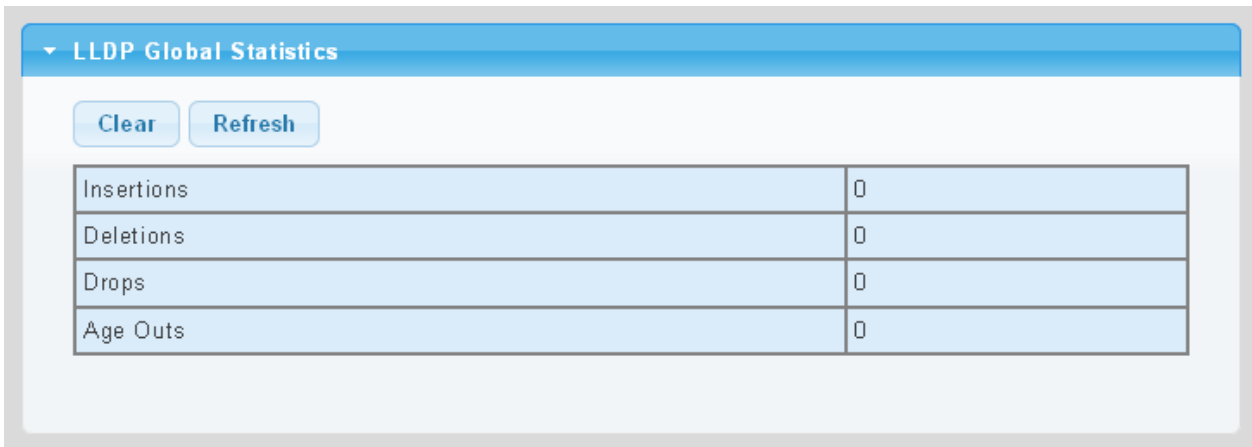 LLDP Global Statistics
Clear Refresh
Insertions 0
Deletions 0
Drops 0
Age Outs 0